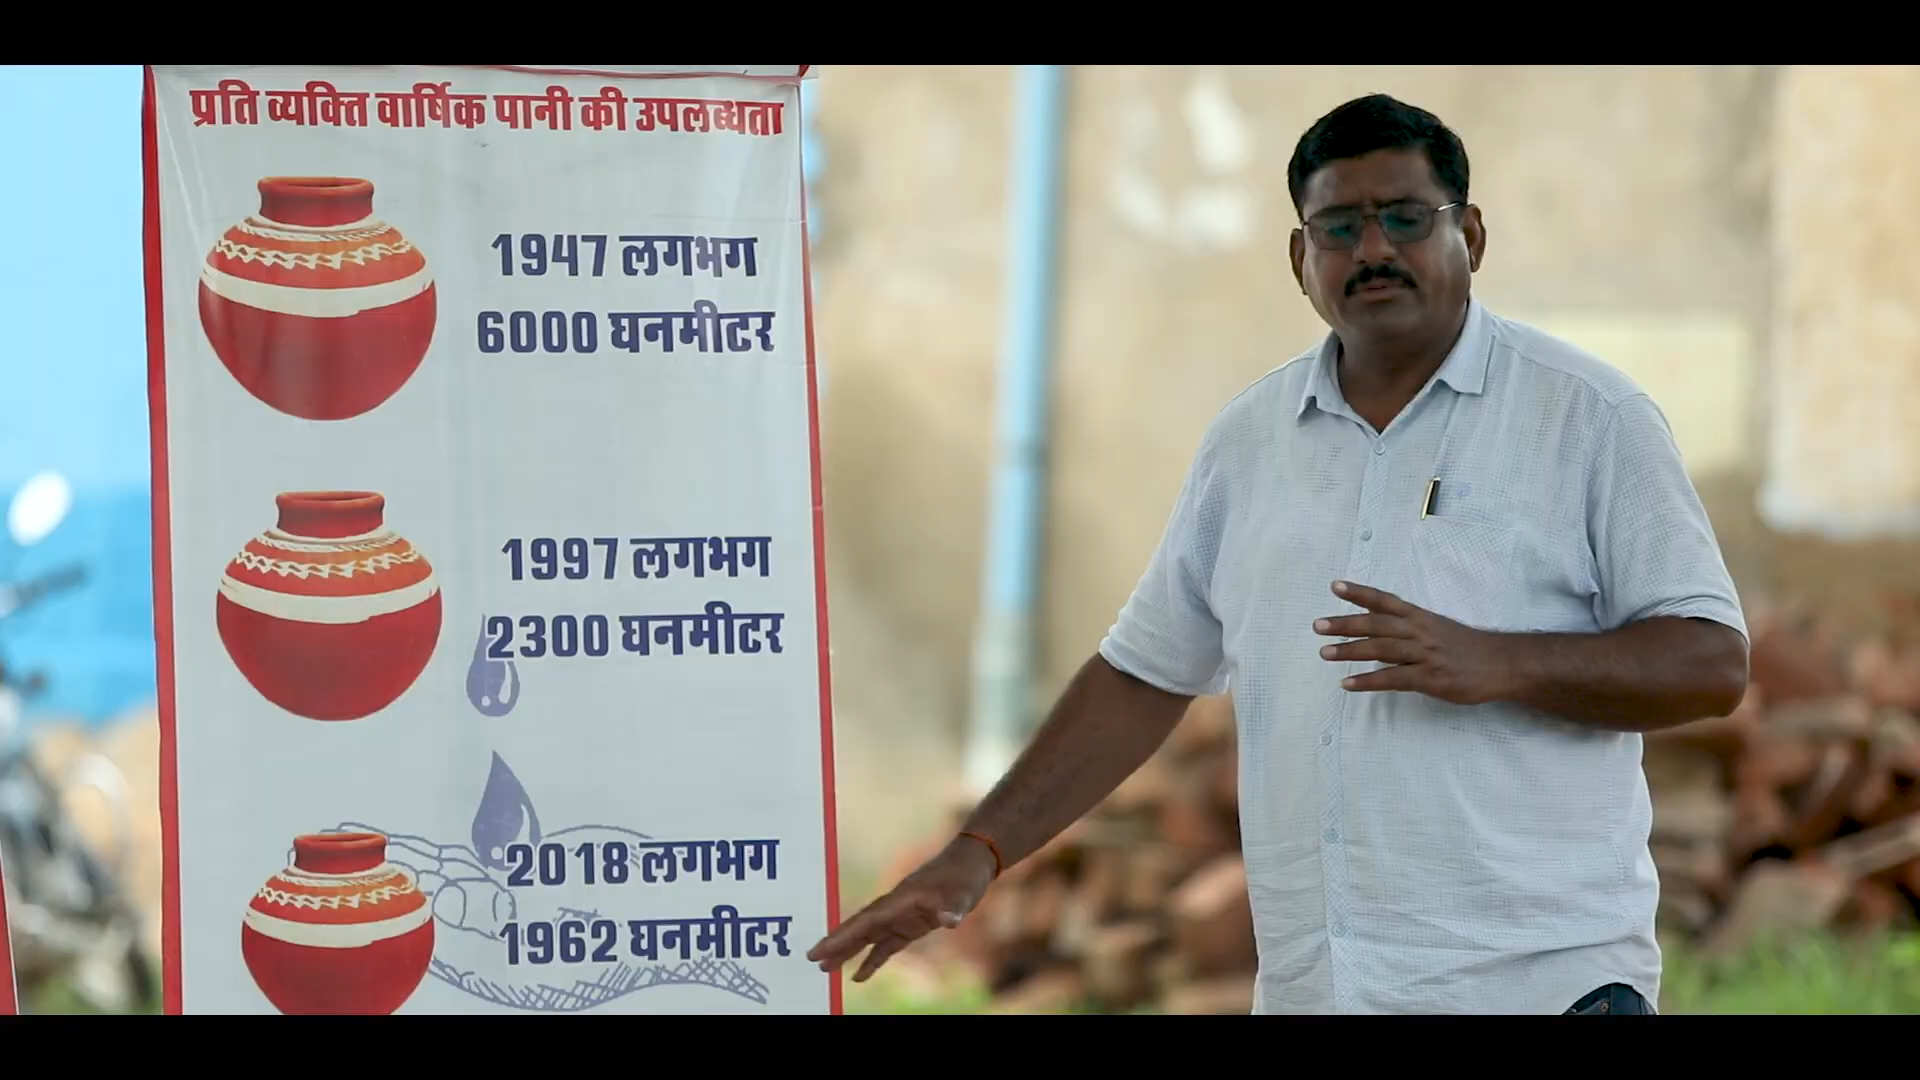 प्रति व्यक्ति वार्षिक पानी की उपलब्धता
1947 लगभग
6000 घनमीटर
1997 लगभग
2300 घनमीटर
2018 लगभग
1962 घनमीटर